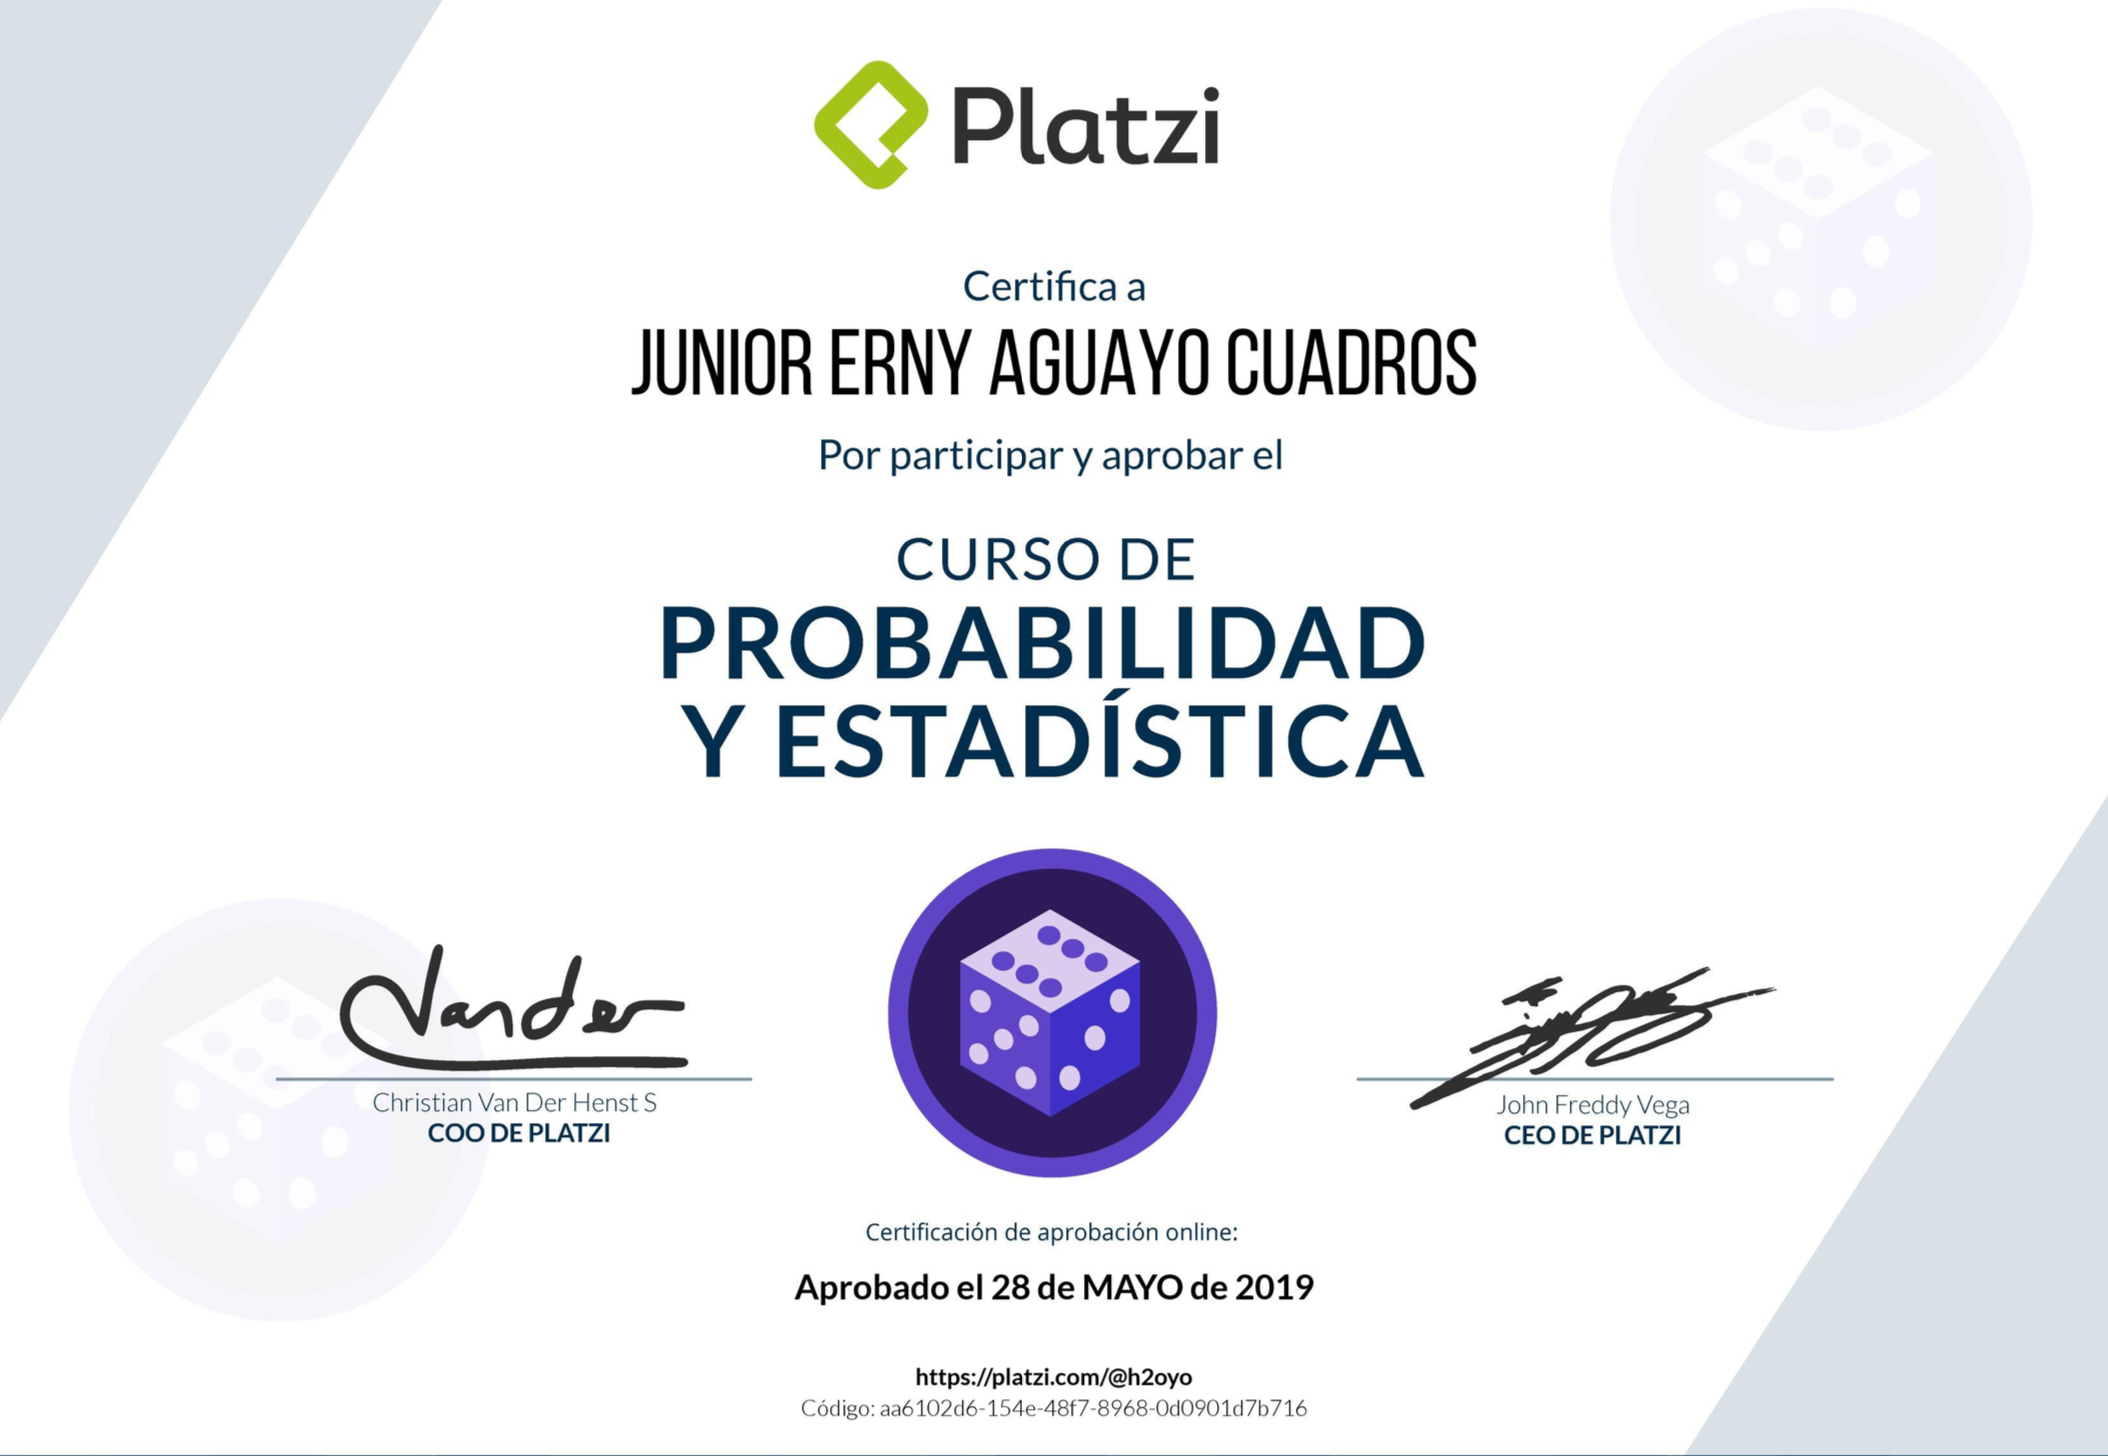 Platzi
Certifica a
JUNIOR ERNY AGUAYO CUADROS
Por participar y aprobar el
CURSO DE
PROBABILIDAD
Y ESTADÍSTICA
Vander
Christian Van Der Henst S
COO DE PLATZI
John Freddy Vega
CEO DE PLATZI
Certificación de aprobación online:
Aprobado el 28 de MAYO de 2019
https://platzi.com/@h2oyo
Código: aa6102d6-154e-48f7-8968-0d0901d7b716